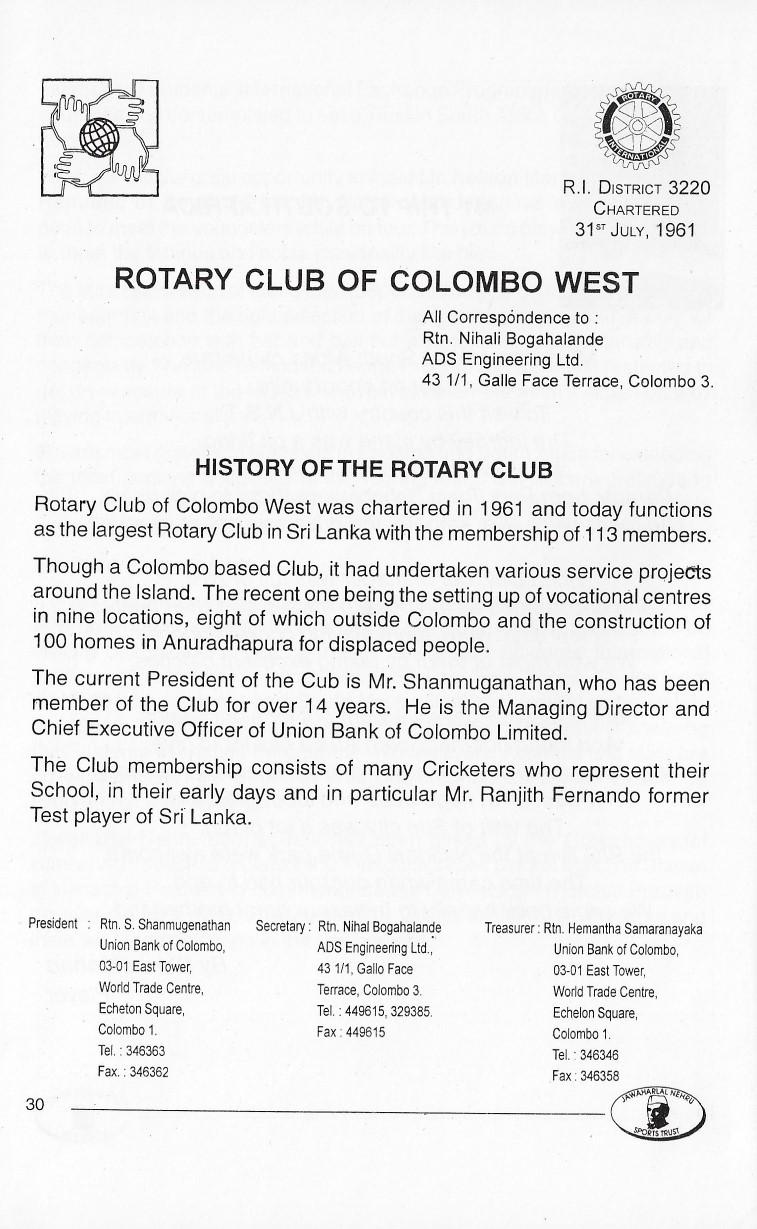 ROTARY
INTERNATIONAL
R.I. DISTRICT 3220
CHARTERED
31ST JULY, 1961
ROTARY CLUB OF COLOMBO WEST
All Correspóndence to :
Rtn. Nihali Bogahalande
ADS Engineering Ltd.
43 1/1, Galle Face Terrace, Colombo 3.
HISTORY OF THE ROTARY CLUB
Rotary Club of Colombo West was chartered in 1961 and today functions
as the largest Rotary Club in Sri Lanka with the membership of 113 members.
Though a Colombo based Club, it had undertaken various service projects
around the Island. The recent one being the setting up of vocational centres
in nine locations, eight of which outside Colombo and the construction of
100 homes in Anuradhapura for displaced people.
The current President of the Cub is Mr. Shanmuganathan, who has been
member of the Club for over 14 years. He is the Managing Director and
Chief Executive Officer of Union Bank of Colombo Limited.
The Club membership consists of many Cricketers who represent their
School, in their early days and in particular Mr. Ranjith Fernando former
Test player of Sri Lanka.
President : Rtn. S. Shanmugenathan
Union Bank of Colombo,
03-01 East Tower,
World Trade Centre,
Echeton Square,
Colombo 1.
Tel. : 346363
Fax. : 346362
Secretary : Rtn. Nihal Bogahalande
ADS Engineering Ltd.,
43 1/1, Gallo Face
Terrace, Colombo 3.
Tel. : 449615, 329385.
Fax : 449615
Treasurer : Rtn. Hemantha Samaranayaka
Union Bank of Colombo,
03-01 East Tower,
World Trade Centre,
Echelon Square,
Colombo 1.
Tel. : 346346
Fax : 346358
30
JAWAHARLAL NEHRU
SPORTS TRUST